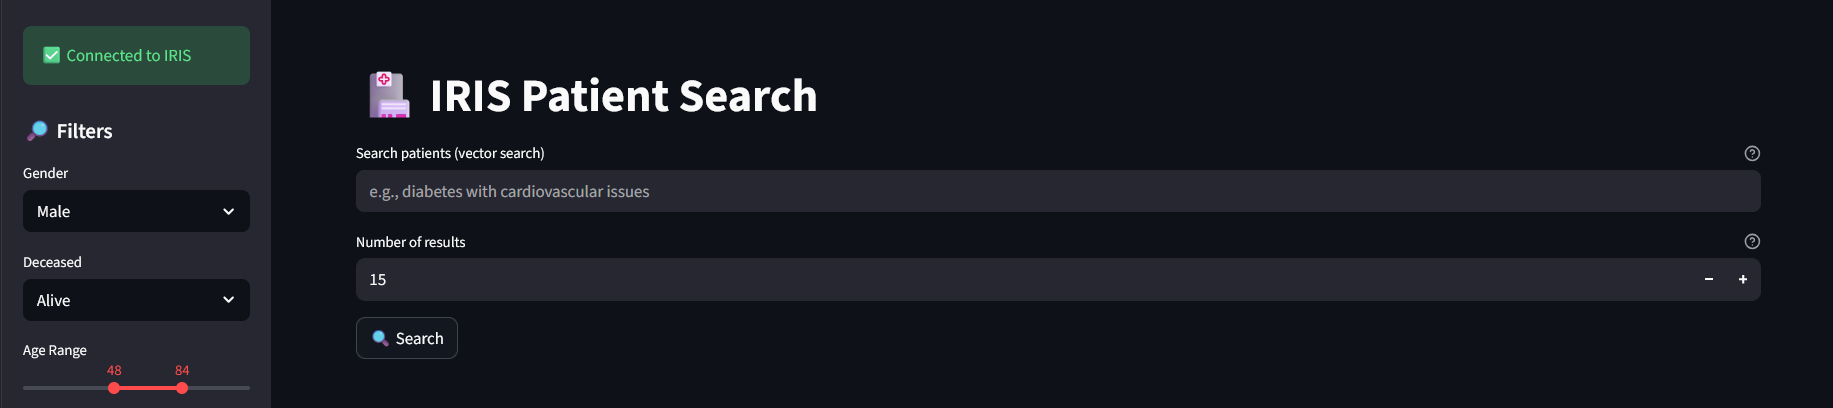 Connected to IRIS
Filters
Gender
Male
Deceased
Alive
Age Range
48 84
IRIS Patient Search
Search patients (vector search)
e.g., diabetes with cardiovascular issues
Number of results
15
Search